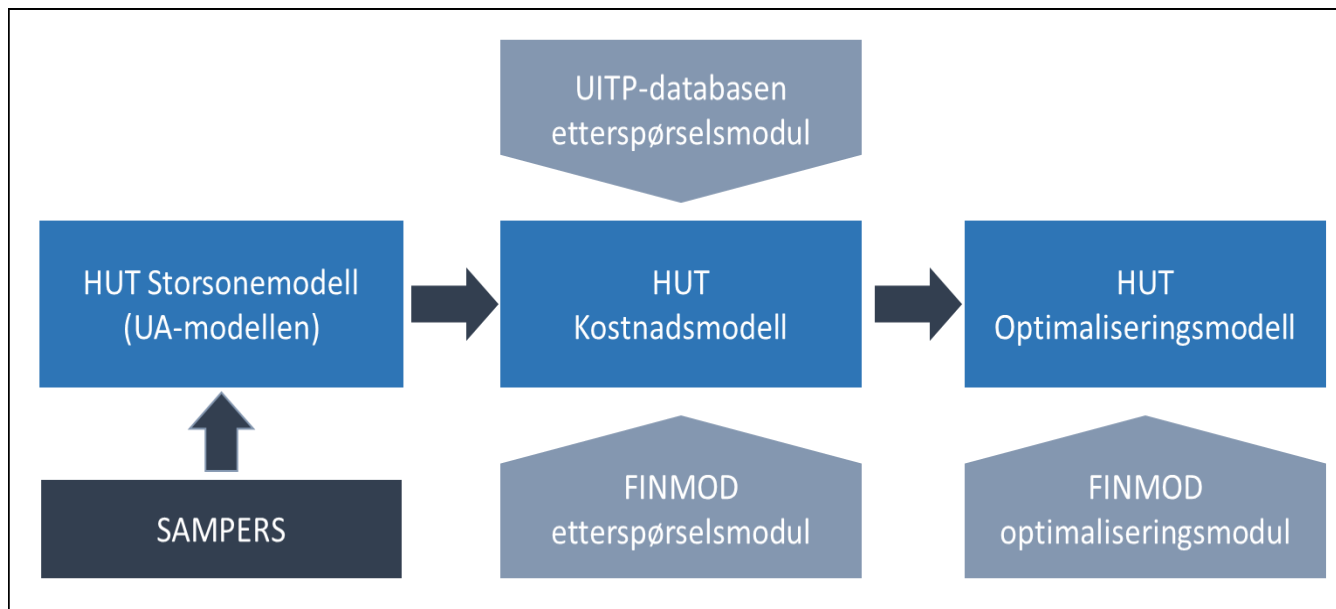 UITP-databasen
etterspørselsmodul
HUT Storsonemodell
(UA-modellen)
HUT
Kostnadsmodell
HUT
Optimaliseringsmodell
SAMPERS
FINMOD
etterspørselsmodul
FINMOD
optimaliseringsmodul